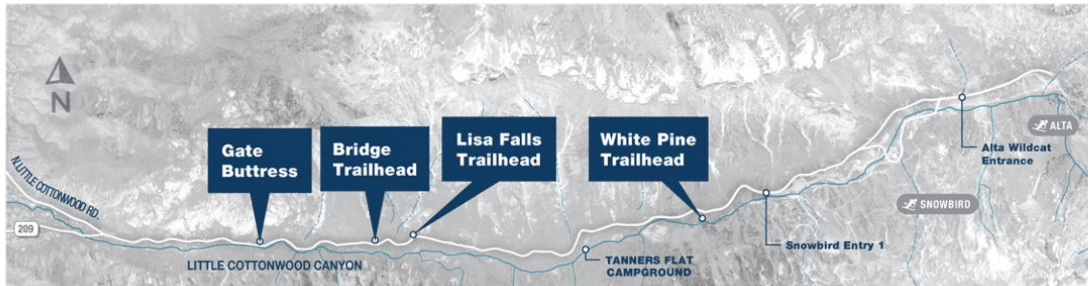 N
N LITTLE COTTONWOOD RD.
209
Gate
Buttress
Bridge
Trailhead
Lisa Falls
Trailhead
White Pine
Trailhead
LITTLE COTTONWOOD CANYON
TANNERS FLAT
CAMPGROUND
Snowbird Entry 1
SNOWBIRD
Alta Wildcat
Entrance
ALTA